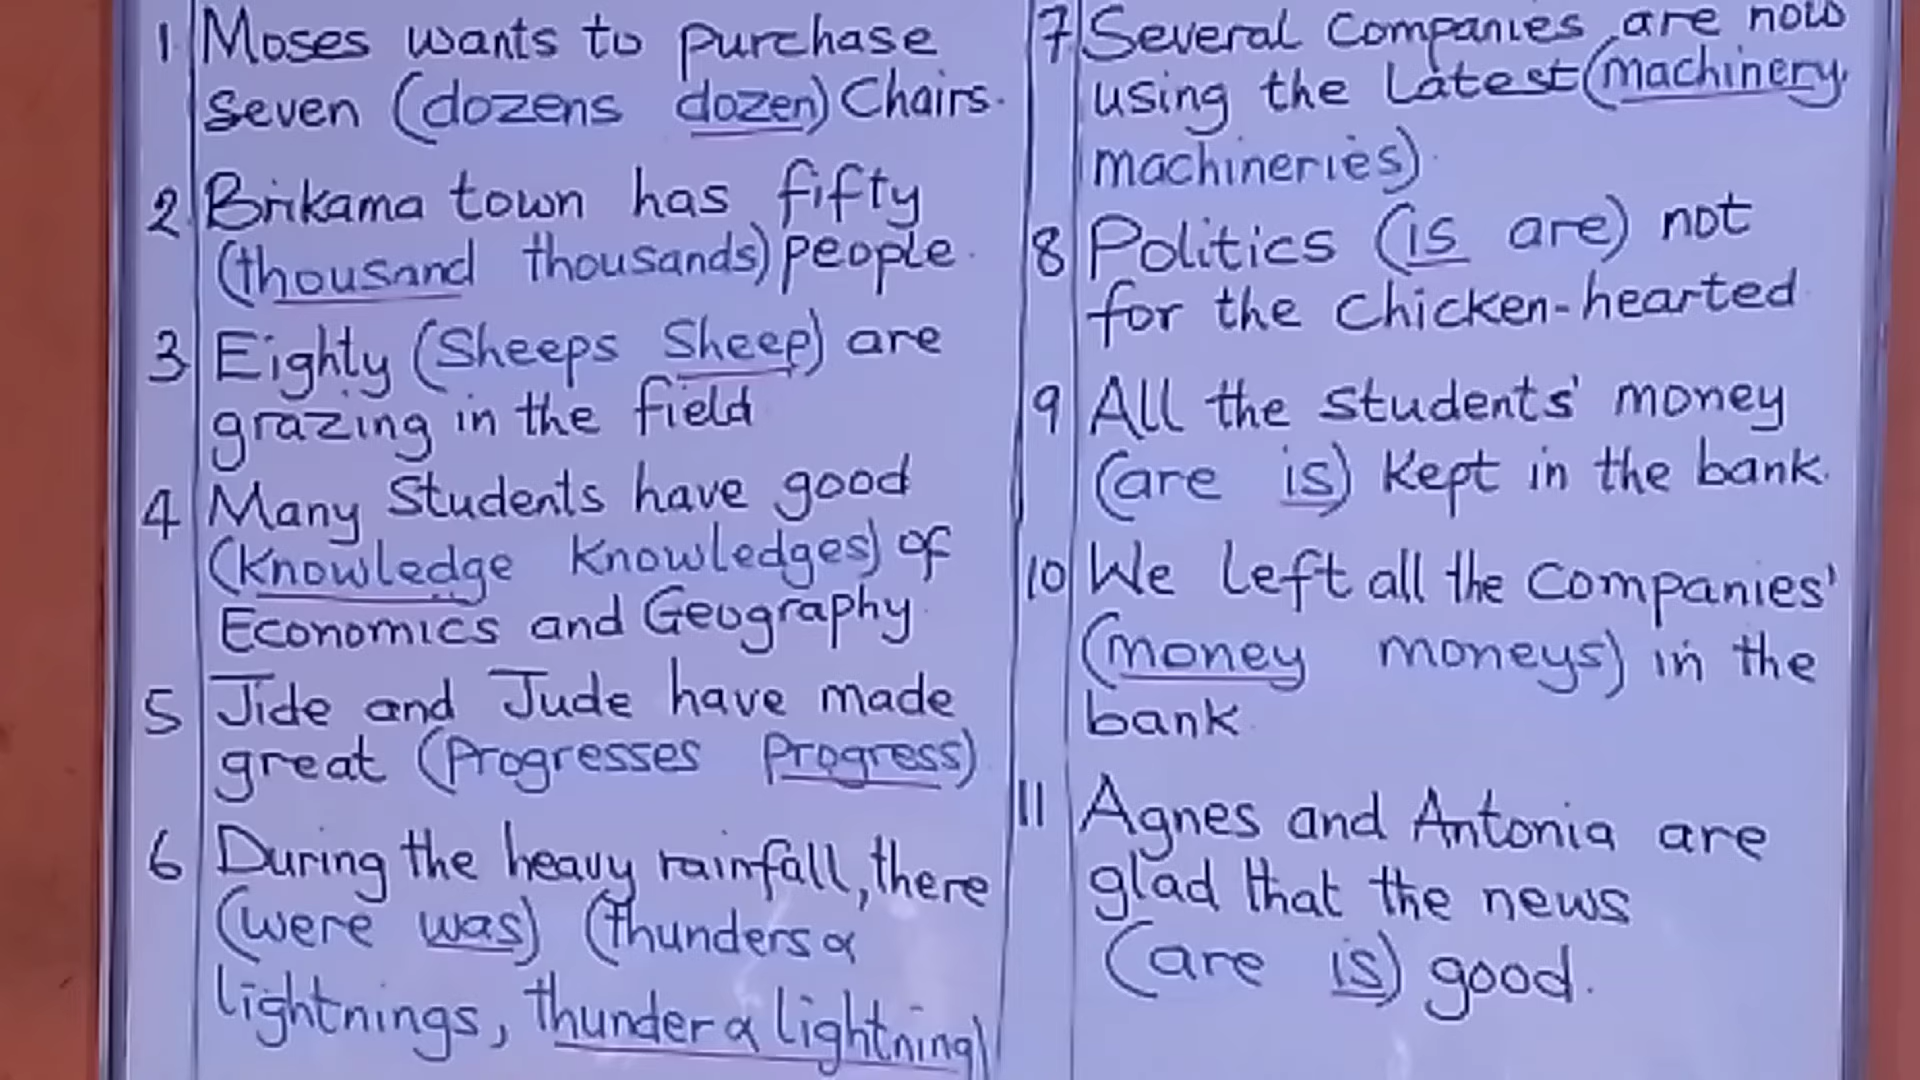 1 Moses wants to purchase
seven (dozens dozen) Chairs.
2 Brikama town has fifty
(thousand thousands) people.
3 Eighty (Sheeps Sheep) are
grazing in the field
4 Many Students have good
(Knowledge Knowledges) of
Economics and Geography.
5 Jide and Jude have made
great (Progresses Progress)
6 During the heavy rainfall, there
(were was) (thunders &
lightnings, thunder & lightning)
7 Several Companies are now
using the Latest (machinery
machineries).
8 Politics (is are) not
for the Chicken-hearted
9 All the students' money
(are is) Kept in the bank.
10 We left all the Companies'
(money moneys) in the
bank.
11 Agnes and Antonia are
glad that the news
(are is) good.